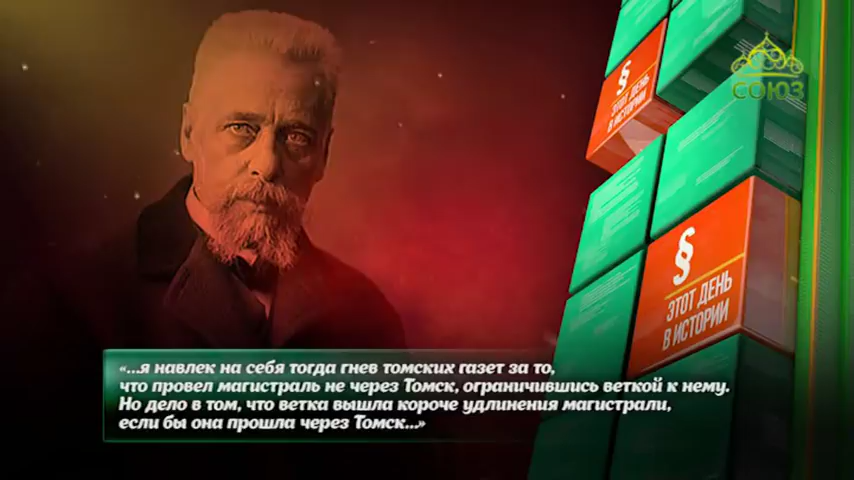 СОЮЗ
§
ЭТОТ ДЕНЬ
В ИСТОРИИ
§
ЭТОТ ДЕНЬ
В ИСТОРИИ
«...я навлек на себя тогда гнев томских газет за то,
что провел магистраль не через Томск, ограничившись веткой к нему.
Но дело в том, что ветка вышла короче удлинения магистрали,
если бы она прошла через Томск...»